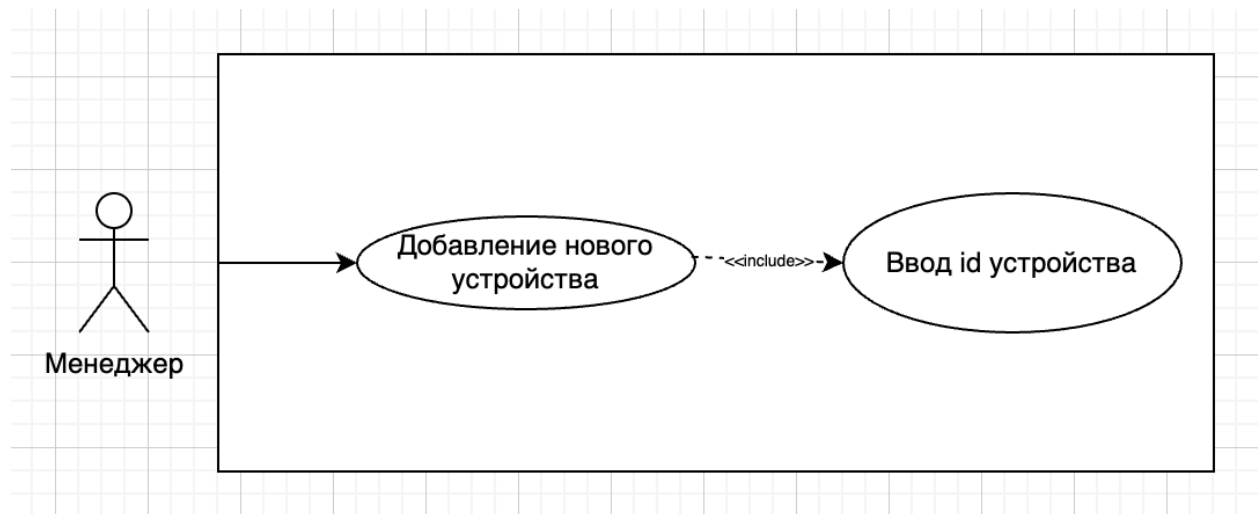 Менеджер
Добавление нового
устройства
<<include>>
Ввод id устройства